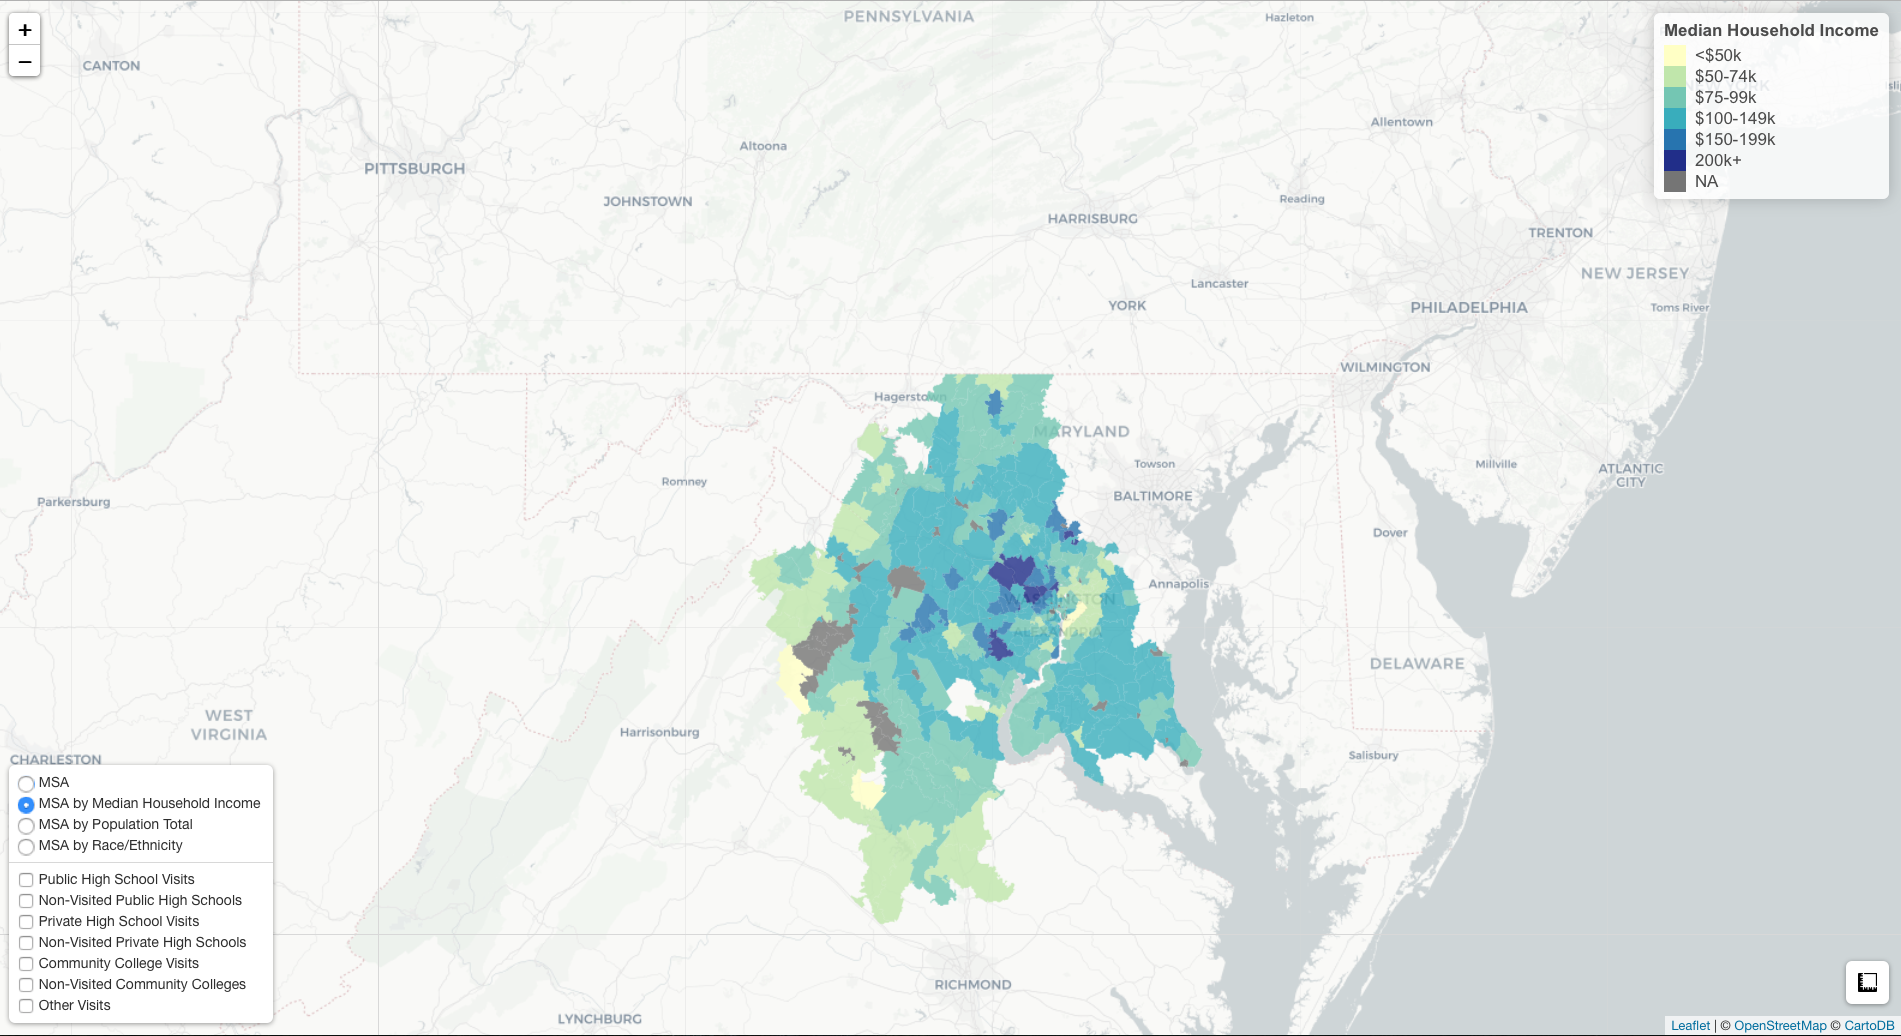 +
−
PENNSYLVANIA
Hazleton
CANTON
Allentown
Altoona
PITTSBURGH
JOHNSTOWN
Reading
HARRISBURG
TRENTON
NEW JERSEY
Lancaster
YORK
PHILADELPHIA
Toms River
WILMINGTON
Hagerstown
MARYLAND
Towson
Millville
ATLANTIC
CITY
Romney
BALTIMORE
Parkersburg
Dover
Annapolis
WASHINGTON
ALEXANDRIA
DELAWARE
WEST
VIRGINIA
Harrisonburg
Salisbury
CHARLESTON
RICHMOND
LYNCHBURG
Median Household Income
<$50k
$50-74k
$75-99k
$100-149k
$150-199k
200k+
NA
MSA
MSA by Median Household Income
MSA by Population Total
MSA by Race/Ethnicity
Public High School Visits
Non-Visited Public High Schools
Private High School Visits
Non-Visited Private High Schools
Community College Visits
Non-Visited Community Colleges
Other Visits
Leaflet | © OpenStreetMap © CartoDB